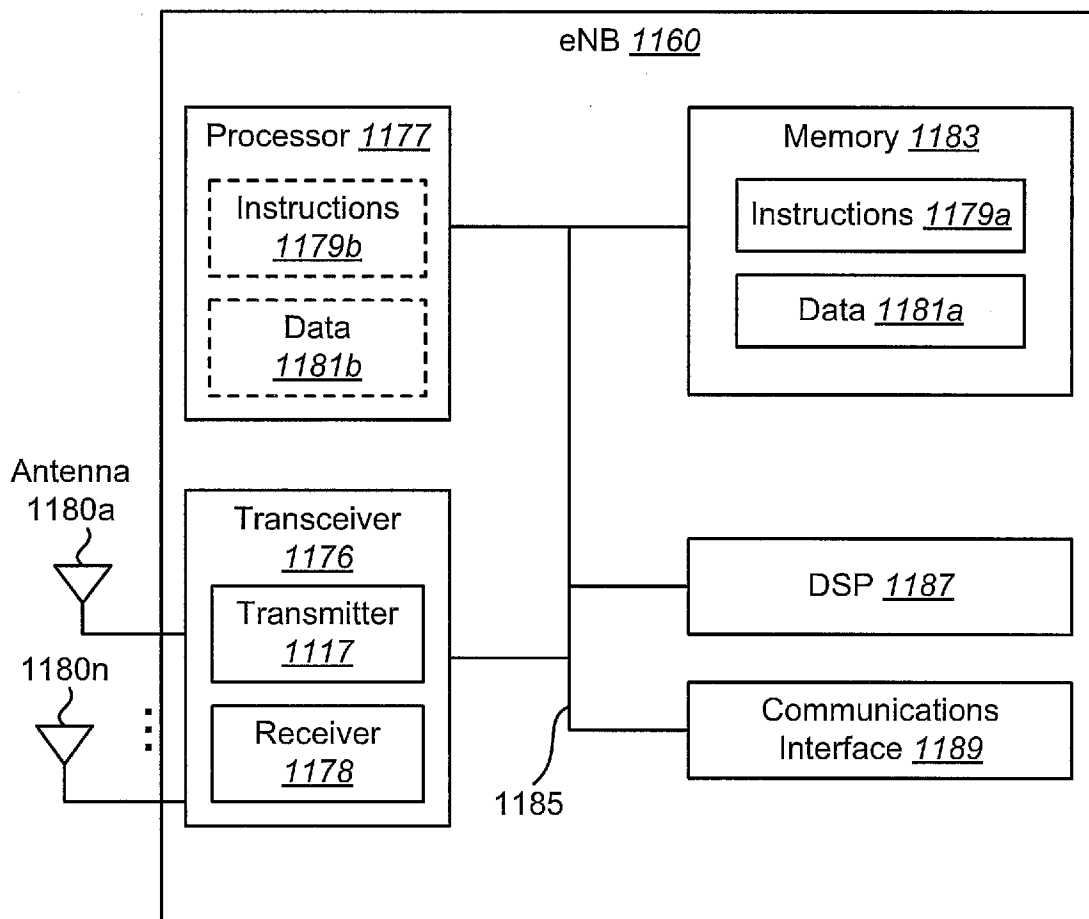 eNB 1160
Processor 1177
Instructions
1179b
Data
1181b
Memory 1183
Instructions 1179a
Data 1181a
Antenna
1180a
1180n
Transceiver
1176
Transmitter
1117
Receiver
1178
DSP 1187
Communications
Interface 1189
1185